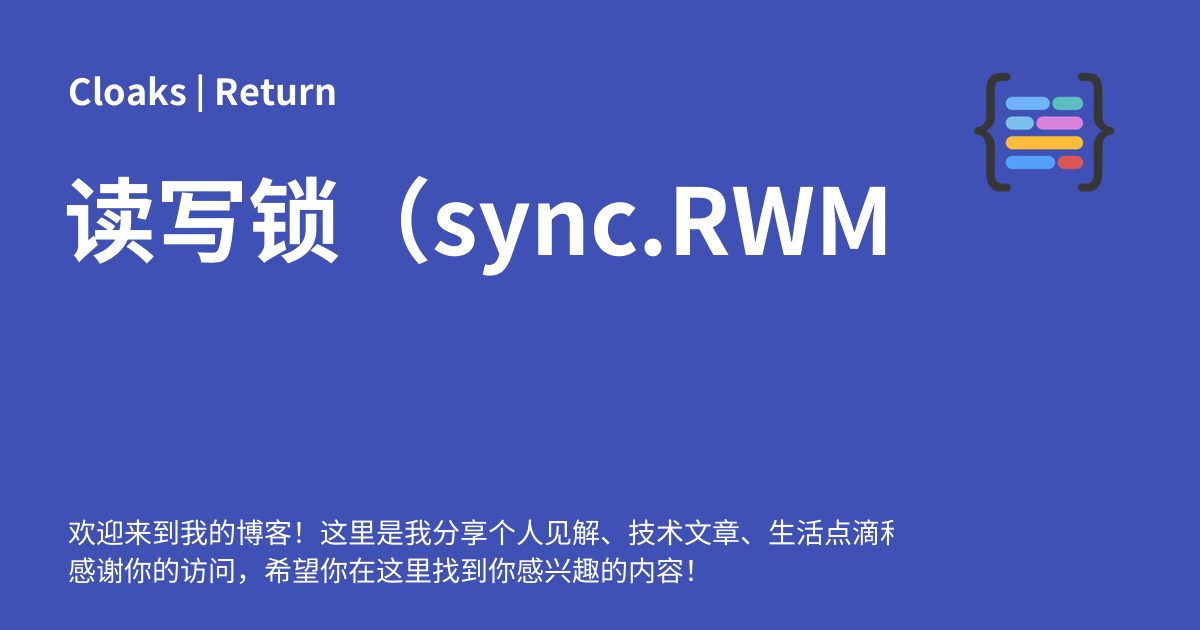 Cloaks | Return
读写锁（sync.RWM
欢迎来到我的博客！这里是我分享个人见解、技术文章、生活点滴
感谢你的访问，希望你在这里找到你感兴趣的内容！